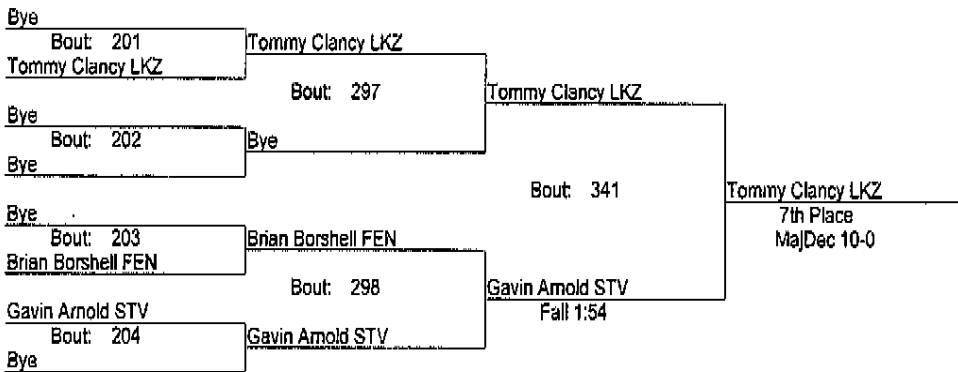 Bye
Bout: 201
Tommy Clancy LKZ
Tommy Clancy LKZ
Bout: 297
Tommy Clancy LKZ
Bye
Bout: 202
Bye
Bye
Bout: 341
Tommy Clancy LKZ
7th Place
MajDec 10-0
Bye
Bout: 203
Brian Borshell FEN
Brian Borshell FEN
Bout: 298
Gavin Arnold STV
Fall 1:54
Gavin Arnold STV
Bout: 204
Gavin Arnold STV
Bye